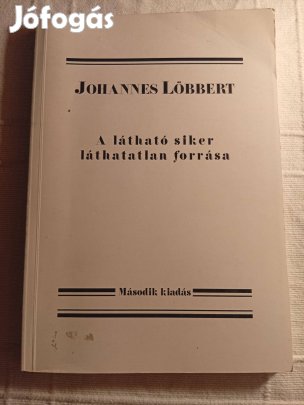 Jófogás
JOHANNES LÖBBERT
A látható siker
láthatatlan forrása
Második kiadás